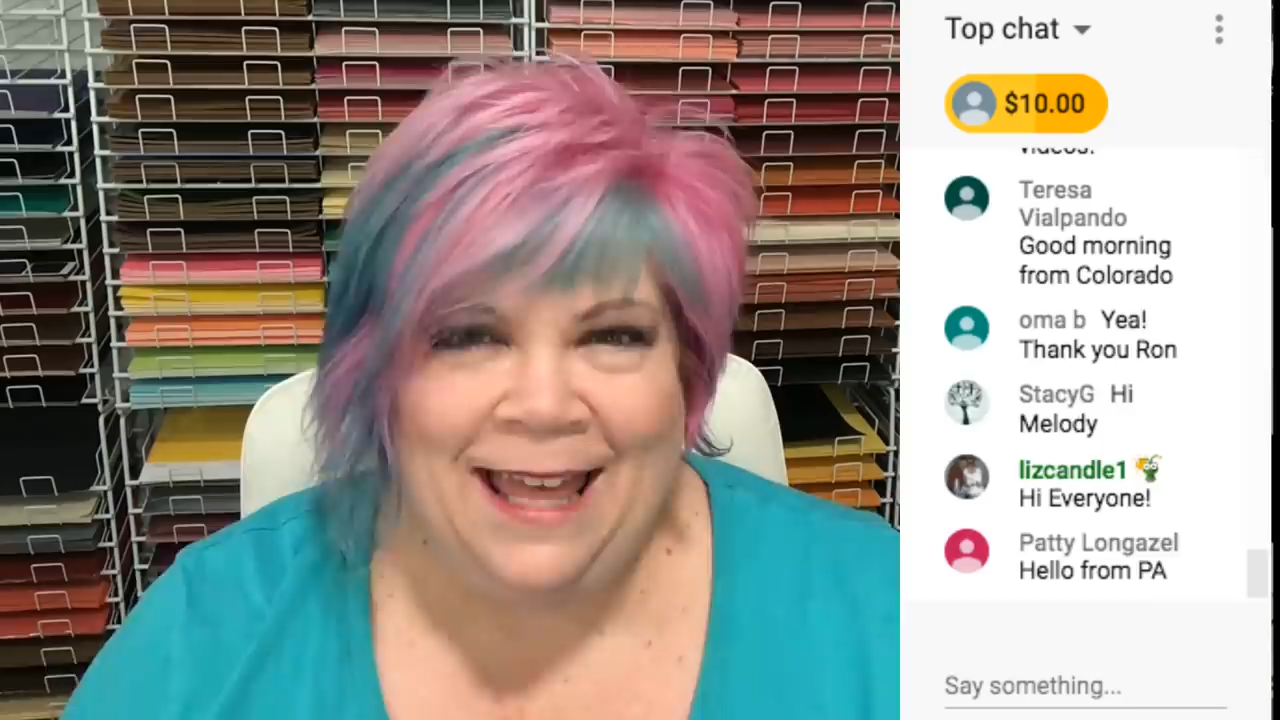 Top chat
$10.00
videos!
Teresa
Vialpando
Good morning
from Colorado
oma b Yea!
Thank you Ron
StacyG Hi
Melody
lizcandle1
Hi Everyone!
Patty Longazel
Hello from PA
Say something...